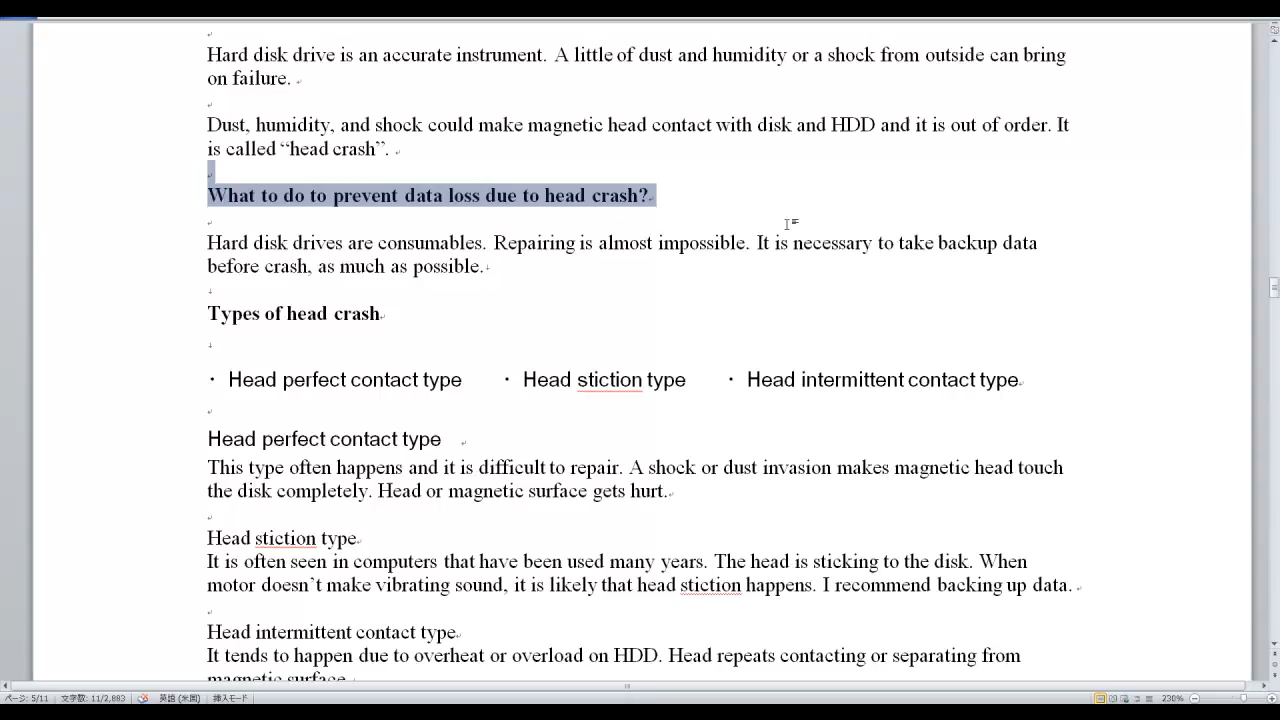 Hard disk drive is an accurate instrument. A little of dust and humidity or a shock from outside can bring
on failure.
Dust, humidity, and shock could make magnetic head contact with disk and HDD and it is out of order. It
is called “head crash”.
What to do to prevent data loss due to head crash?
Hard disk drives are consumables. Repairing is almost impossible. It is necessary to take backup data
before crash, as much as possible.
Types of head crash
・ Head perfect contact type ・ Head stiction type ・ Head intermittent contact type
Head perfect contact type
This type often happens and it is difficult to repair. A shock or dust invasion makes magnetic head touch
the disk completely. Head or magnetic surface gets hurt.
Head stiction type
It is often seen in computers that have been used many years. The head is sticking to the disk. When
motor doesn’t make vibrating sound, it is likely that head stiction happens. I recommend backing up data.
Head intermittent contact type
It tends to happen due to overheat or overload on HDD. Head repeats contacting or separating from
magnetic surface
ページ: 5/11 文字数: 11/2,883 英語 (米国) 挿入モード 230%